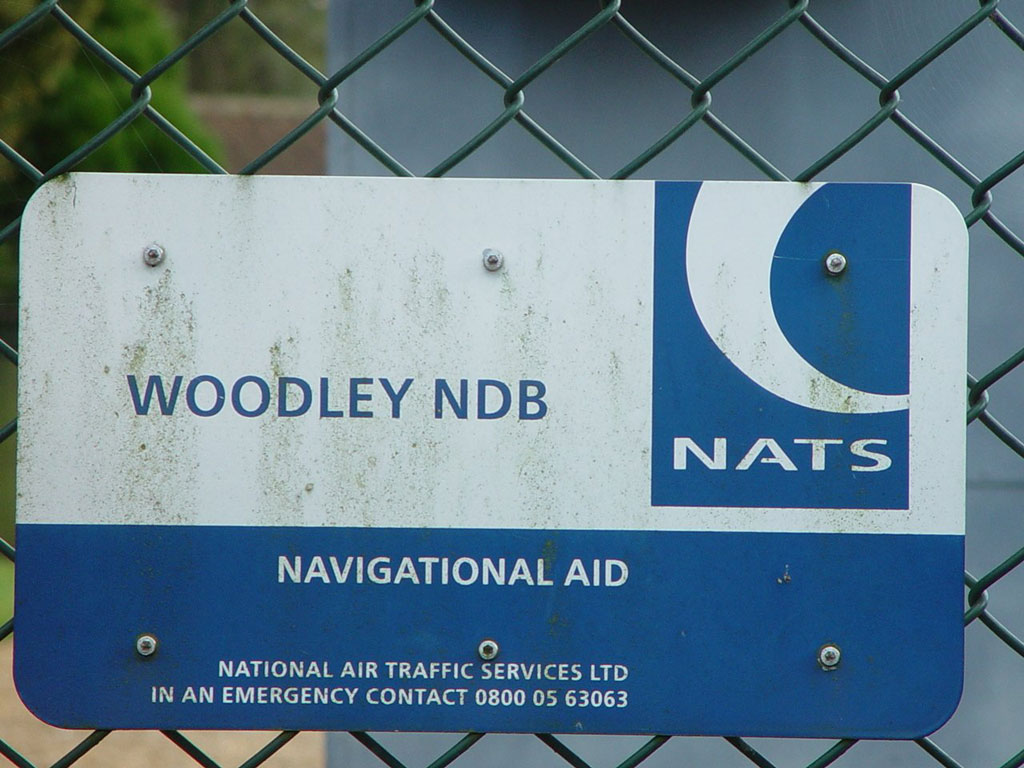 WOODLEY NDB
NATS
NAVIGATIONAL AID
NATIONAL AIR TRAFFIC SERVICES LTD
IN AN EMERGENCY CONTACT 0800 05 63063